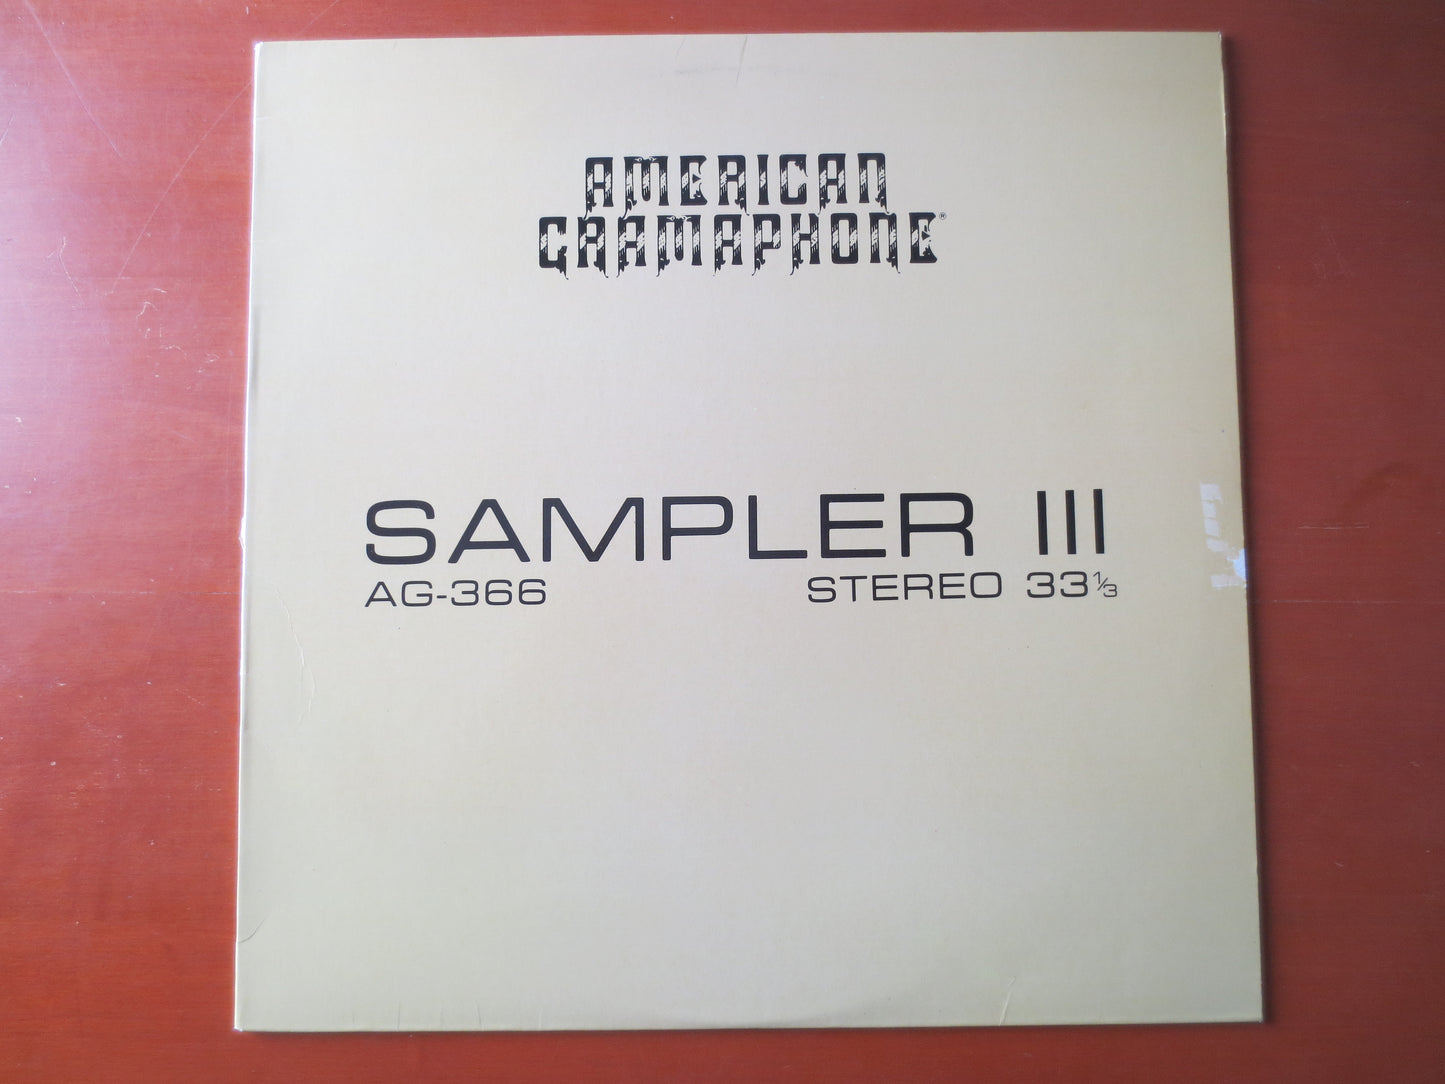 AMERICAN
GRAMAPHONE®
SAMPLER III
AG-366 STEREO 33⅓